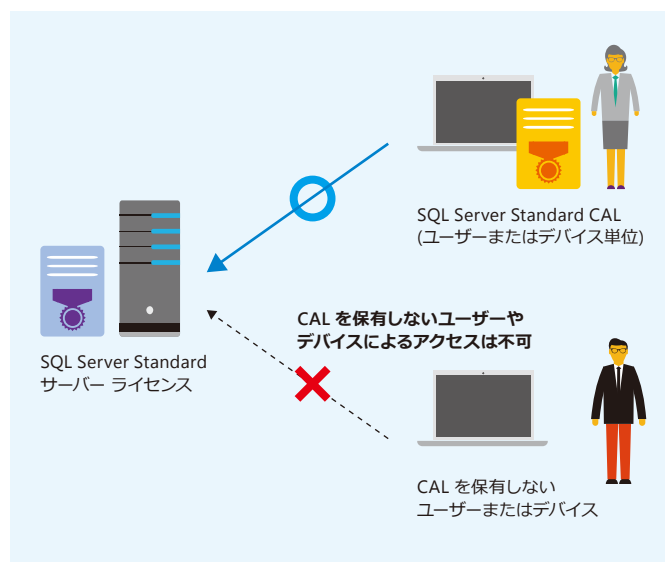 SQL Server Standard CAL
(ユーザーまたはデバイス単位)
CAL を保有しないユーザーや
デバイスによるアクセスは不可
SQL Server Standard
サーバー ライセンス
CAL を保有しない
ユーザーまたはデバイス